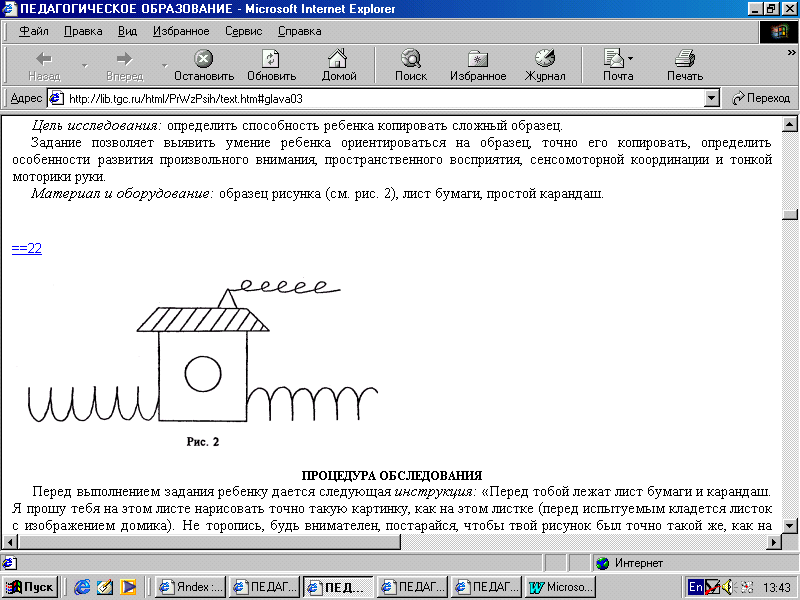 ПЕДАГОГИЧЕСКОЕ ОБРАЗОВАНИЕ - Microsoft Internet Explorer
Файл Правка Вид Избранное Сервис Справка
Назад Вперед Остановить Обновить Домой Поиск Избранное Журнал Почта Печать
Адрес http://lib.tgc.ru/html/PrWzPsih/text.htm#glava03 Переход
Цель исследования: определить способность ребенка копировать сложный образец.
Задание позволяет выявить умение ребенка ориентироваться на образец, точно его копировать, определить
особенности развития произвольного внимания, пространственного восприятия, сенсомоторной координации и тонкой
моторики руки.
Материал и оборудование: образец рисунка (см. рис. 2), лист бумаги, простой карандаш.
==22
Рис. 2
ПРОЦЕДУРА ОБСЛЕДОВАНИЯ
Перед выполнением задания ребенку дается следующая инструкция: «Перед тобой лежат лист бумаги и карандаш.
Я прошу тебя на этом листе нарисовать точно такую картинку, как на этом листке (перед испытуемым кладется листок
с изображением домика). Не торопись, будь внимателен, постарайся, чтобы твой рисунок был точно такой же, как на
Интернет
Пуск Яndex :... ПЕДАГ... ПЕД... ПЕДАГ... ПЕДАГ... Microso... En 13:43